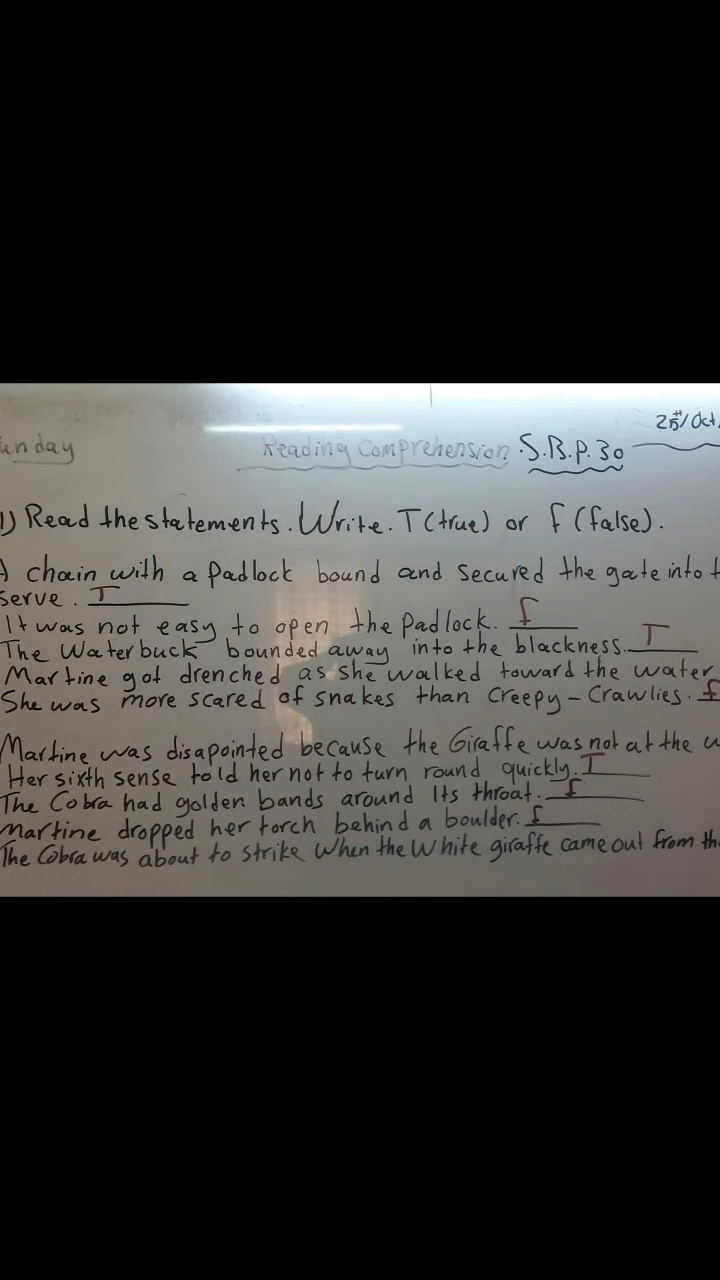 unday Reading Comprehension. S.B.P.30 2nd/Oct.
1) Read the statements. Write. T (true) or f (false).
A chain with a Padlock bound and secured the gate into t
serve. T
It was not easy to open the Padlock. f
The Waterbuck bounded away into the blackness. T
Martine got drenched as she walked toward the water
She was more scared of snakes than Creepy-Crawlies. f
Martine was disapointed because the Giraffe was not at the w
Her sixth sense told her not to turn round quickly. T
The Cobra had golden bands around Its throat. f
Martine dropped her torch behind a boulder. f
The Cobra was about to strike When the White giraffe came out from th